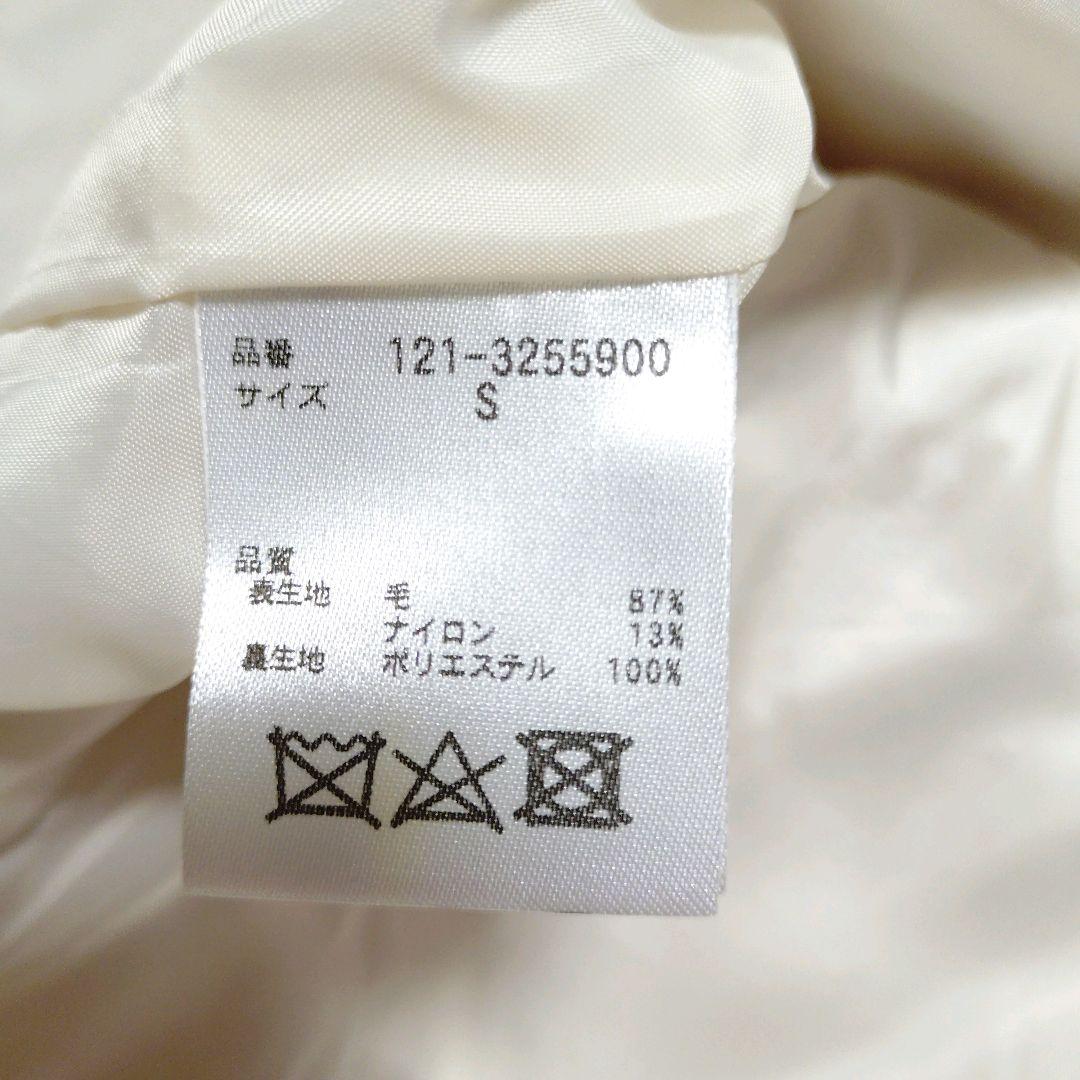 品番 121-3255900
サイズ S
品質
表生地 毛 87%
ナイロン 13%
裏生地 ポリエステル 100%